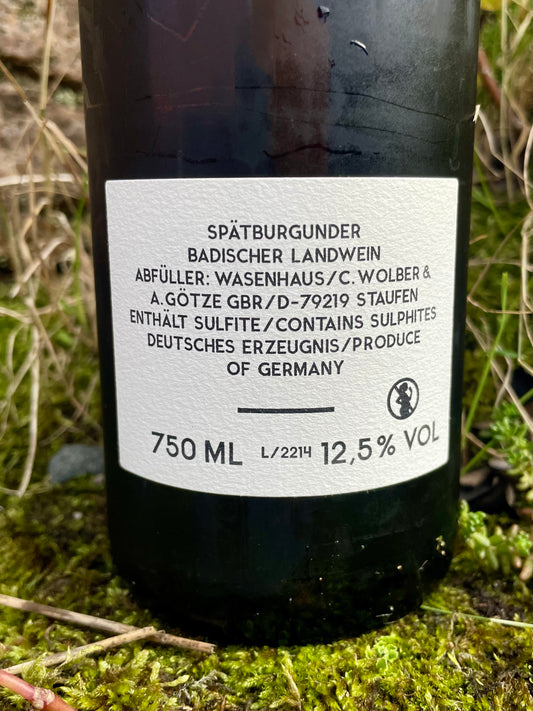 SPÄTBURGUNDER
BADISCHER LANDWEIN
ABFÜLLER: WASENHAUS/C. WOLBER &
A. GÖTZE GBR/D-79219 STAUFEN
ENTHÄLT SULFITE/CONTAINS SULPHITES
DEUTSCHES ERZEUGNIS/PRODUCE
OF GERMANY
750 ML L/2214 12,5% VOL